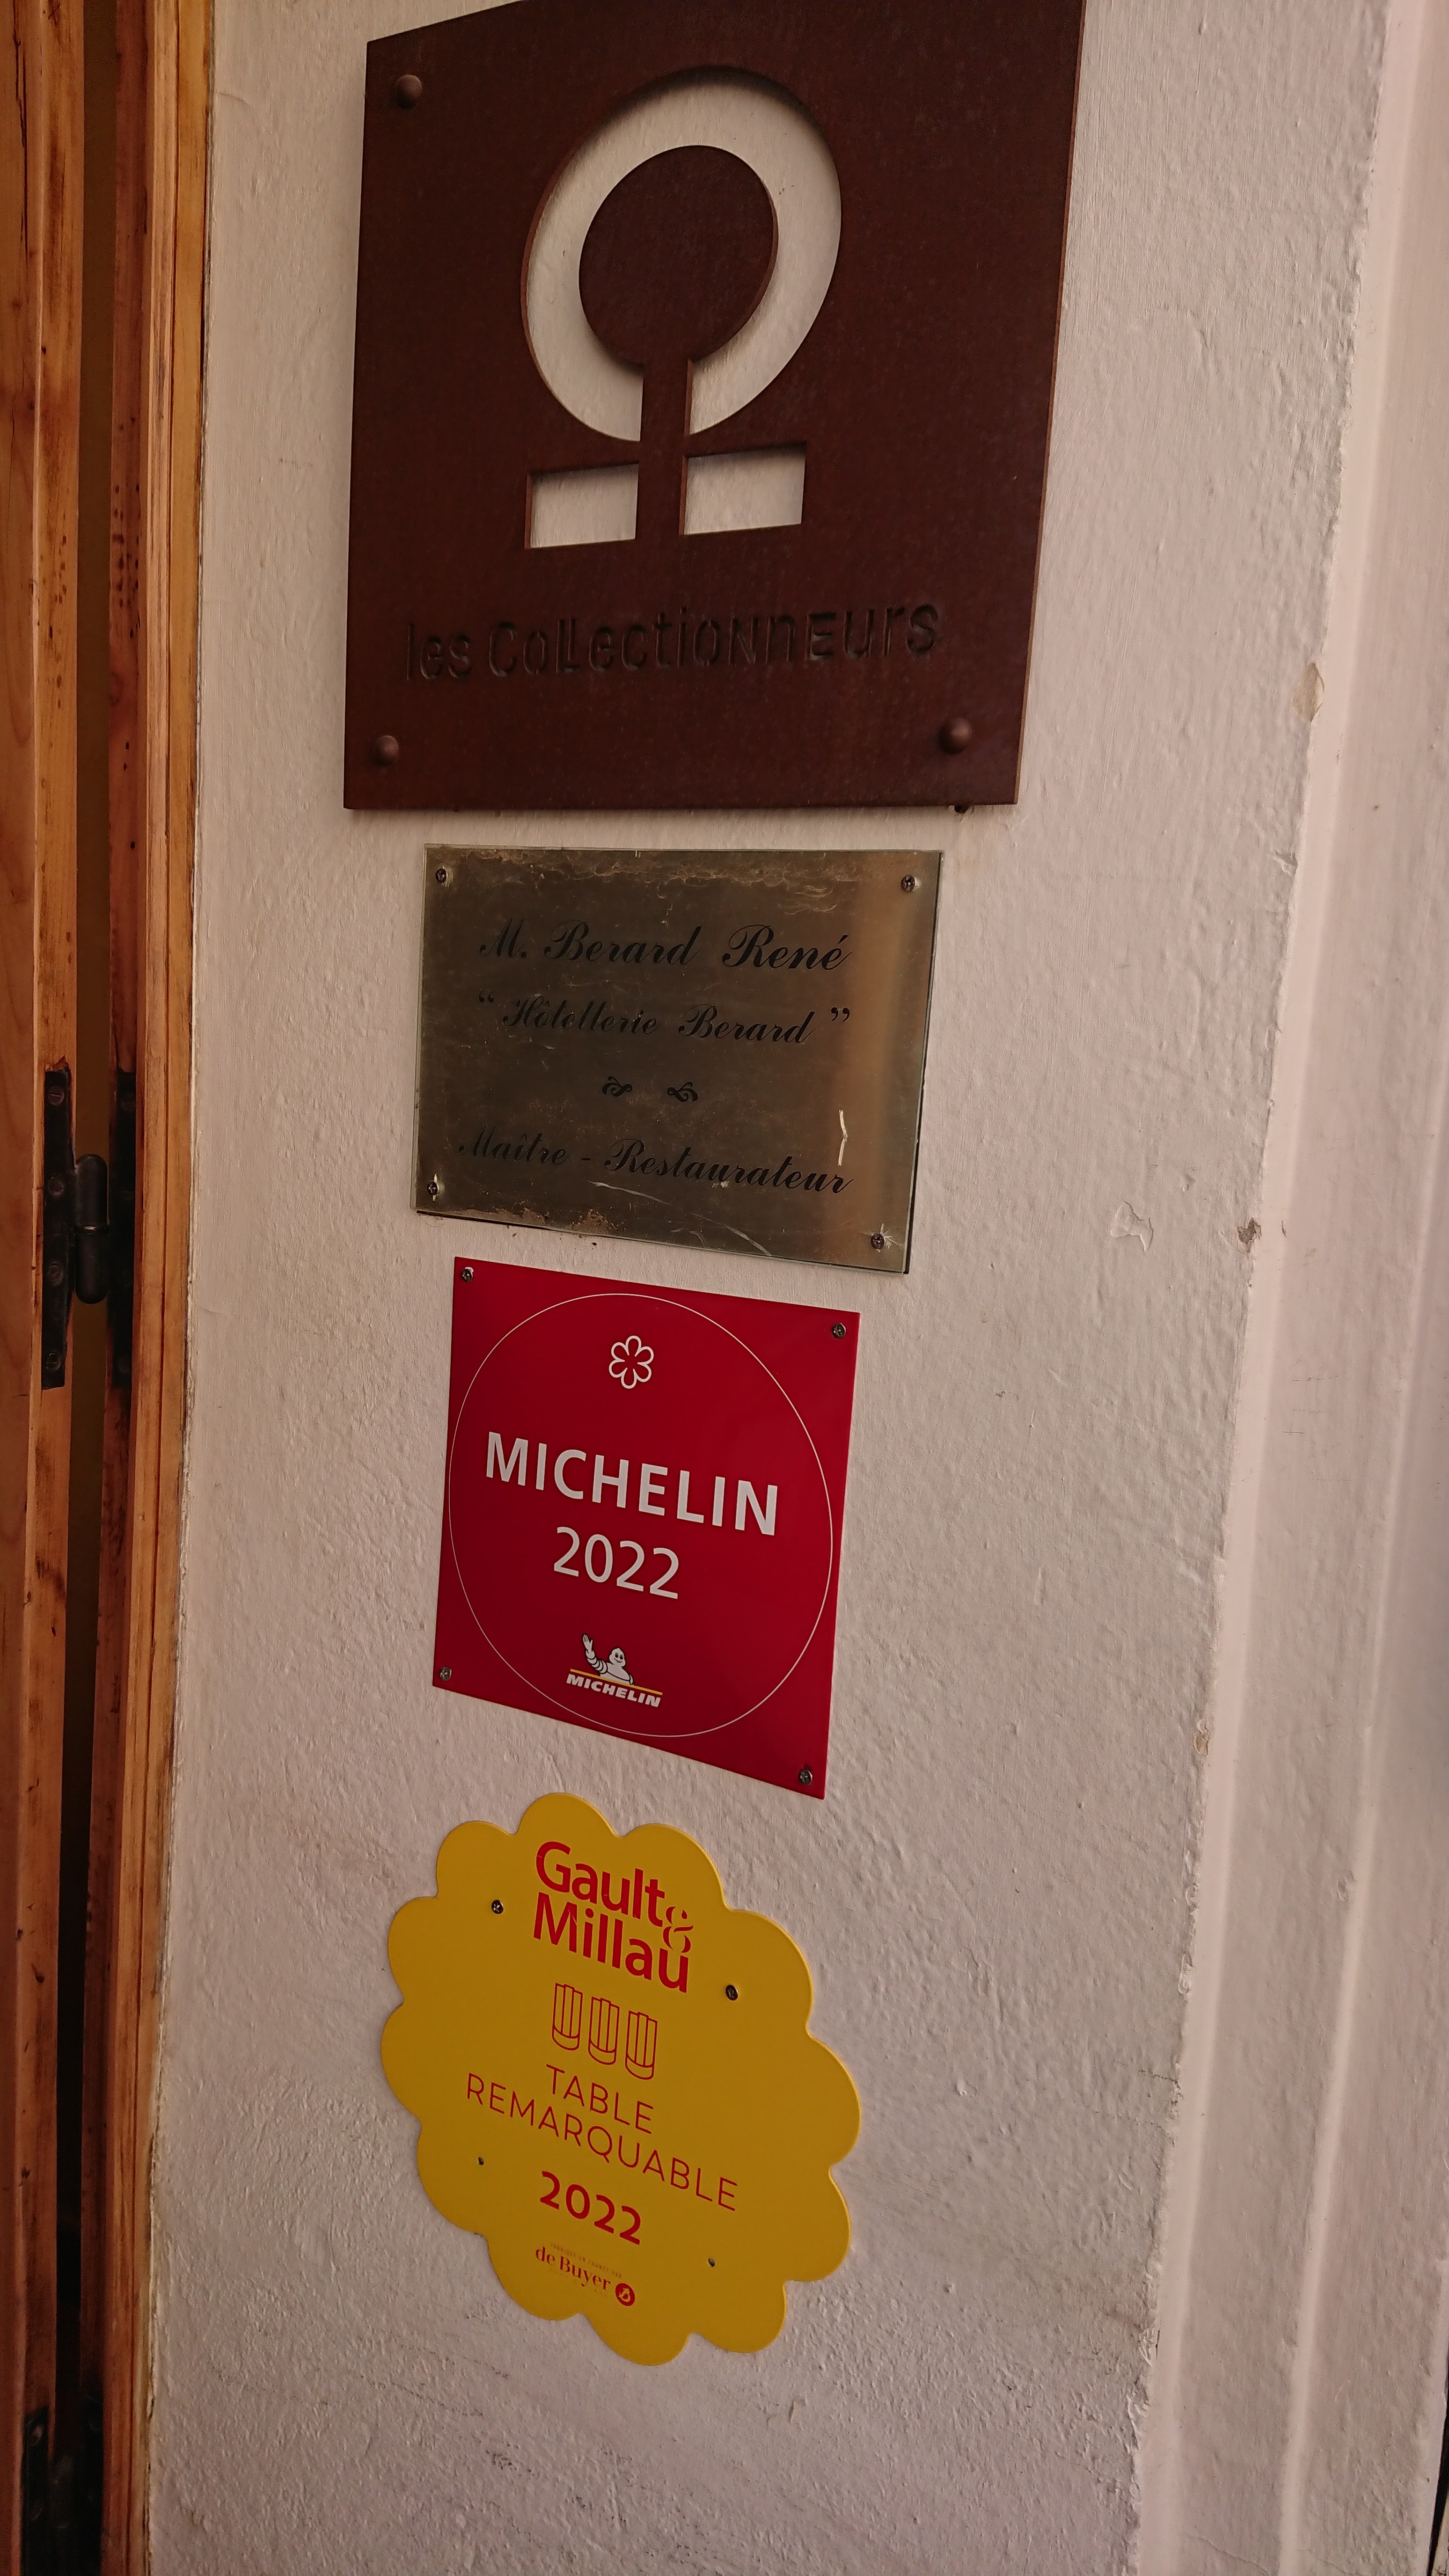 les CoLLectioNnEurs
M. Berard René
“Hôtellerie Berard”
Maître - Restaurateur
MICHELIN
2022
MICHELIN
Gault&
Millau
TABLE
REMARQUABLE
2022
de Buyer